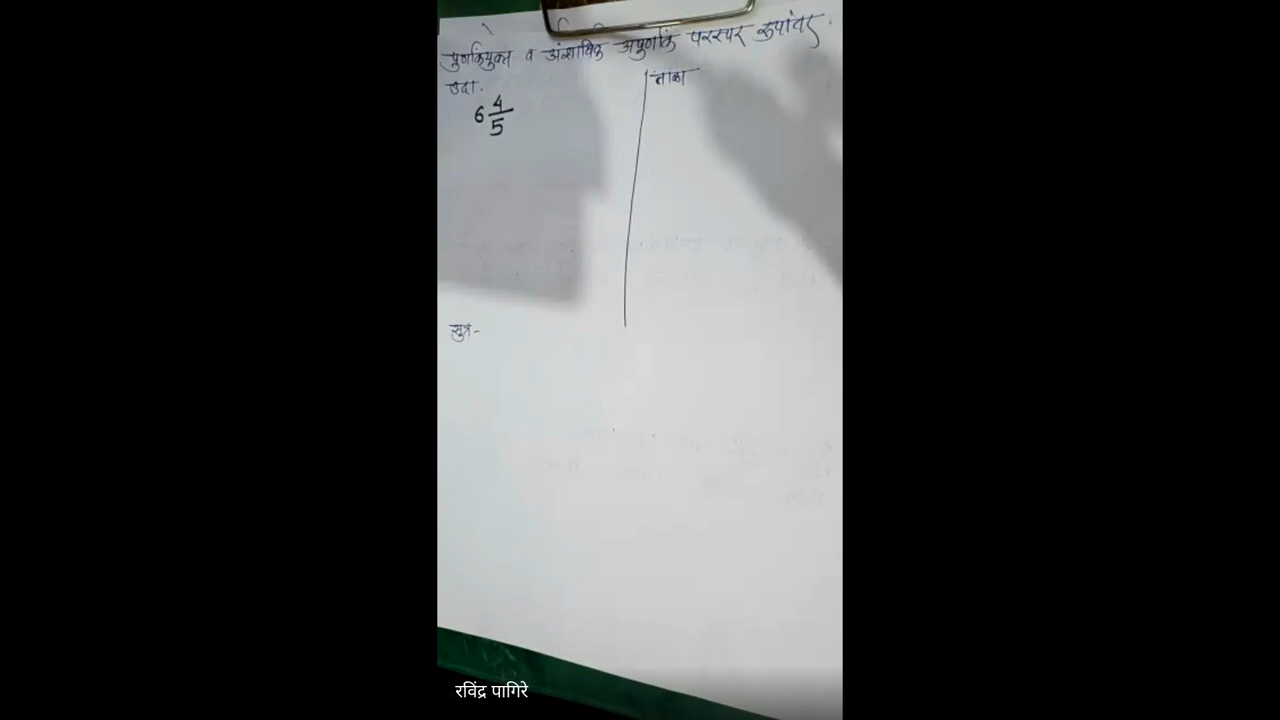 पुर्णांकयुक्त व अंशाधिक अपुर्णांक परस्पर रुपांतर.
उदा.
ताळा
6 4/5
सुत्र-
रविंद्र पागिरे